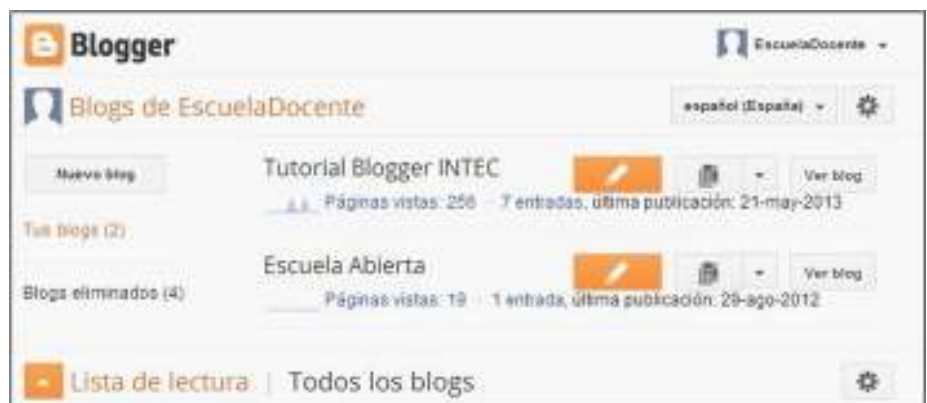 Blogger
EscuelaDocente
Blogs de EscuelaDocente
español (España)
Nuevo blog
Tutorial Blogger INTEC
Ver blog
Páginas vistas: 256 · 7 entradas, última publicación: 21-may-2013
Tus blogs (2)
Escuela Abierta
Ver blog
Blogs eliminados (4)
Páginas vistas: 19 · 1 entrada, última publicación: 29-ago-2012
Lista de lectura | Todos los blogs